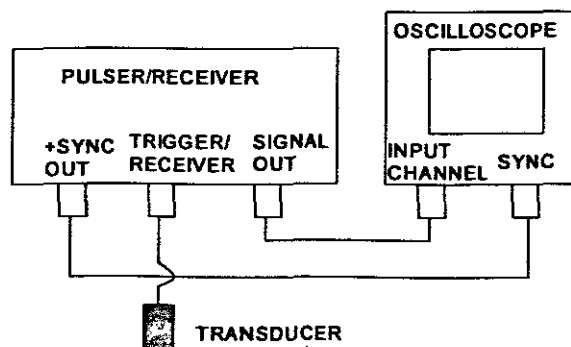 OSCILLOSCOPE
PULSER/RECEIVER
+SYNC OUT
TRIGGER/ RECEIVER
SIGNAL OUT
INPUT CHANNEL
SYNC
TRANSDUCER